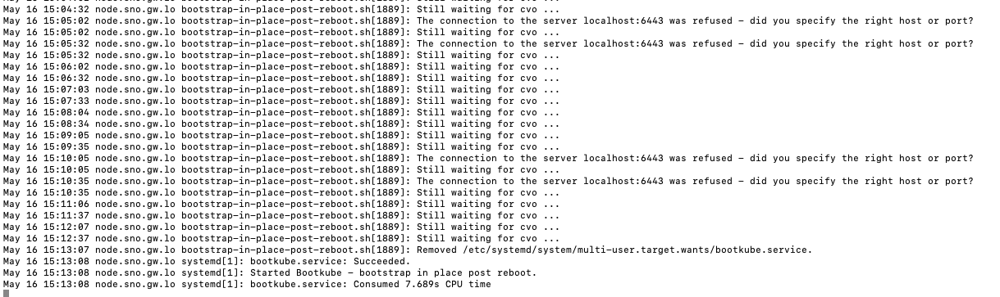 May 16 15:04:32 node.sno.gw.lo bootstrap-in-place-post-reboot.sh[1889]: Still waiting for cvo ...
May 16 15:05:02 node.sno.gw.lo bootstrap-in-place-post-reboot.sh[1889]: The connection to the server localhost:6443 was refused - did you specify the right host or port?
May 16 15:05:02 node.sno.gw.lo bootstrap-in-place-post-reboot.sh[1889]: Still waiting for cvo ...
May 16 15:05:32 node.sno.gw.lo bootstrap-in-place-post-reboot.sh[1889]: The connection to the server localhost:6443 was refused - did you specify the right host or port?
May 16 15:05:32 node.sno.gw.lo bootstrap-in-place-post-reboot.sh[1889]: Still waiting for cvo ...
May 16 15:06:02 node.sno.gw.lo bootstrap-in-place-post-reboot.sh[1889]: Still waiting for cvo ...
May 16 15:06:32 node.sno.gw.lo bootstrap-in-place-post-reboot.sh[1889]: Still waiting for cvo ...
May 16 15:07:03 node.sno.gw.lo bootstrap-in-place-post-reboot.sh[1889]: Still waiting for cvo ...
May 16 15:07:33 node.sno.gw.lo bootstrap-in-place-post-reboot.sh[1889]: Still waiting for cvo ...
May 16 15:08:04 node.sno.gw.lo bootstrap-in-place-post-reboot.sh[1889]: Still waiting for cvo ...
May 16 15:08:34 node.sno.gw.lo bootstrap-in-place-post-reboot.sh[1889]: Still waiting for cvo ...
May 16 15:09:05 node.sno.gw.lo bootstrap-in-place-post-reboot.sh[1889]: Still waiting for cvo ...
May 16 15:09:35 node.sno.gw.lo bootstrap-in-place-post-reboot.sh[1889]: Still waiting for cvo ...
May 16 15:10:05 node.sno.gw.lo bootstrap-in-place-post-reboot.sh[1889]: The connection to the server localhost:6443 was refused - did you specify the right host or port?
May 16 15:10:05 node.sno.gw.lo bootstrap-in-place-post-reboot.sh[1889]: Still waiting for cvo ...
May 16 15:10:35 node.sno.gw.lo bootstrap-in-place-post-reboot.sh[1889]: The connection to the server localhost:6443 was refused - did you specify the right host or port?
May 16 15:10:35 node.sno.gw.lo bootstrap-in-place-post-reboot.sh[1889]: Still waiting for cvo ...
May 16 15:11:06 node.sno.gw.lo bootstrap-in-place-post-reboot.sh[1889]: Still waiting for cvo ...
May 16 15:11:37 node.sno.gw.lo bootstrap-in-place-post-reboot.sh[1889]: Still waiting for cvo ...
May 16 15:12:07 node.sno.gw.lo bootstrap-in-place-post-reboot.sh[1889]: Still waiting for cvo ...
May 16 15:12:37 node.sno.gw.lo bootstrap-in-place-post-reboot.sh[1889]: Still waiting for cvo ...
May 16 15:13:07 node.sno.gw.lo bootstrap-in-place-post-reboot.sh[1889]: Removed /etc/systemd/system/multi-user.target.wants/bootkube.service.
May 16 15:13:08 node.sno.gw.lo systemd[1]: bootkube.service: Succeeded.
May 16 15:13:08 node.sno.gw.lo systemd[1]: Started Bootkube - bootstrap in place post reboot.
May 16 15:13:08 node.sno.gw.lo systemd[1]: bootkube.service: Consumed 7.689s CPU time